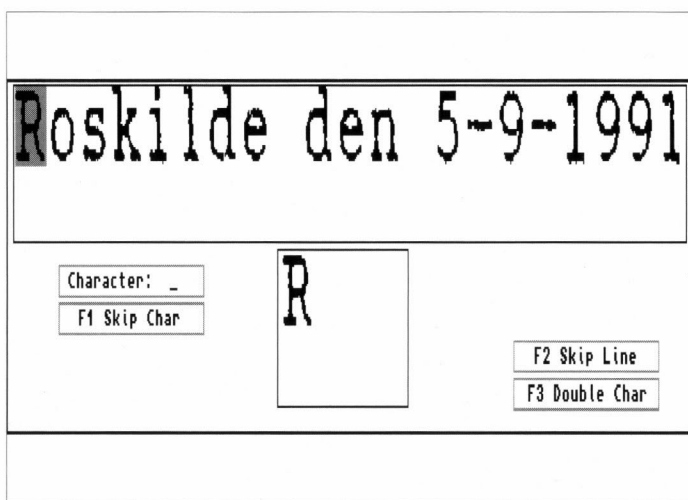 Roskilde den 5-9-1991
Character: _
F1 Skip Char
R
F2 Skip Line
F3 Double Char